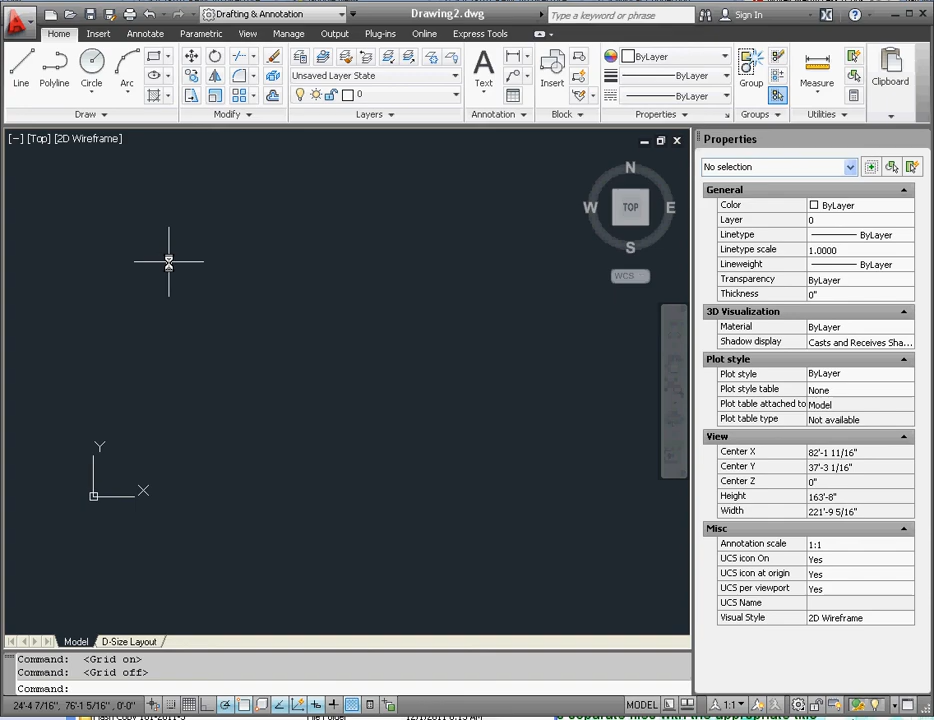 Drafting & Annotation
Drawing2.dwg
Type a keyword or phrase
Sign In
Home Insert Annotate Parametric View Manage Output Plug-ins Online Express Tools
Line Polyline Circle Arc
Unsaved Layer State
0
Text
Insert
ByLayer
ByLayer
ByLayer
Group
Measure
Clipboard
Draw Modify Layers Annotation Block Properties Groups Utilities
[−] [Top] [2D Wireframe]
N
W TOP E
S
WCS
Y
X
Properties
No selection
General
Color ByLayer
Layer 0
Linetype ByLayer
Linetype scale 1.0000
Lineweight ByLayer
Transparency ByLayer
Thickness 0"
3D Visualization
Material ByLayer
Shadow display Casts and Receives Sha...
Plot style
Plot style ByLayer
Plot style table None
Plot table attached to Model
Plot table type Not available
View
Center X 82'-1 11/16"
Center Y 37'-3 1/16"
Center Z 0"
Height 163'-8"
Width 221'-9 5/16"
Misc
Annotation scale 1:1
UCS icon On Yes
UCS icon at origin Yes
UCS per viewport Yes
UCS Name
Visual Style 2D Wireframe
Model D-Size Layout
Command: <Grid on>
Command: <Grid off>
Command:
24'-4 7/16", 76'-1 5/16", 0'-0"
MODEL
1:1